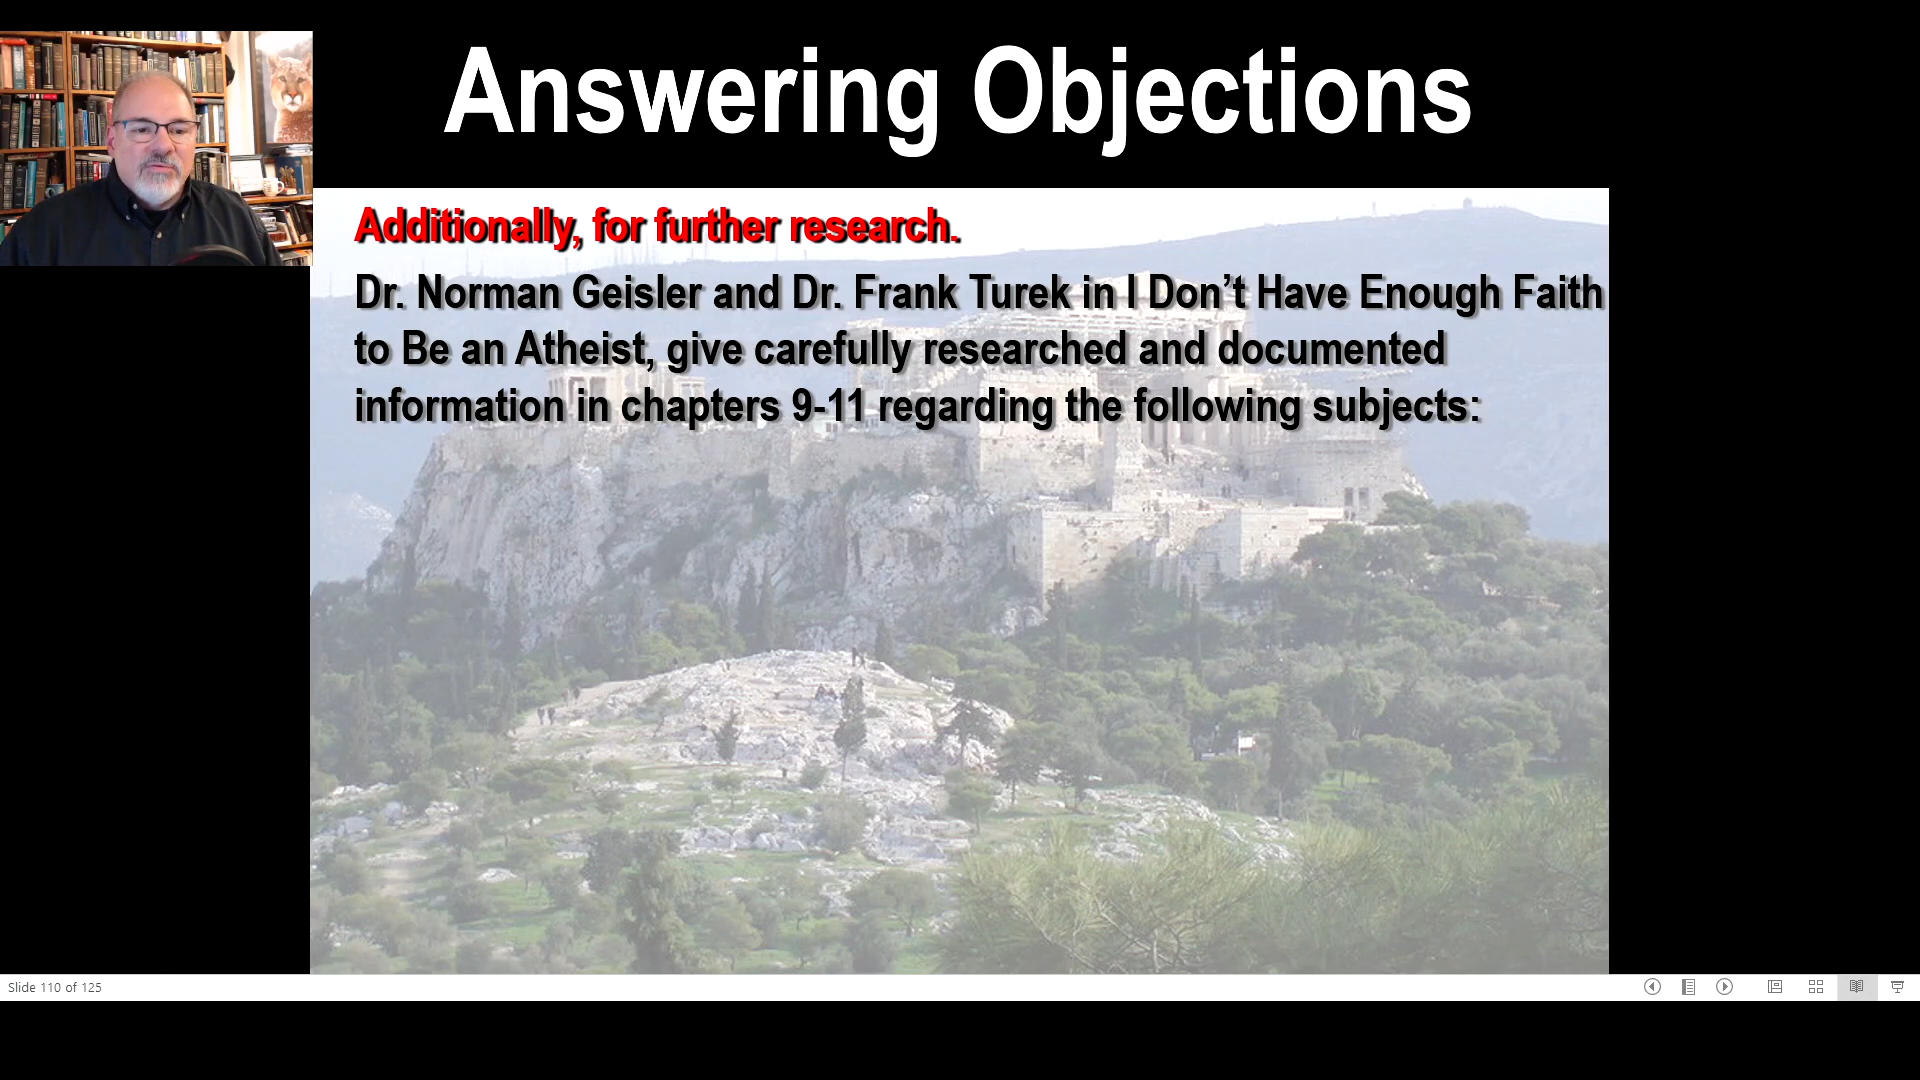 Answering Objections
Additionally, for further research.
Dr. Norman Geisler and Dr. Frank Turek in I Don’t Have Enough Faith
to Be an Atheist, give carefully researched and documented
information in chapters 9-11 regarding the following subjects:
Slide 110 of 125